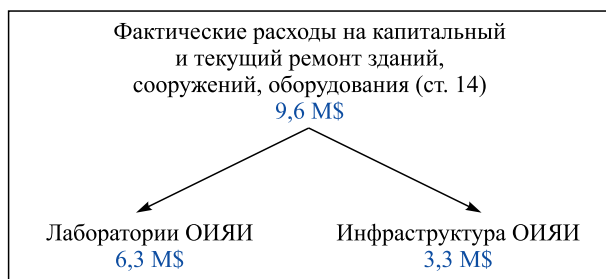 Фактические расходы на капитальный
и текущий ремонт зданий,
сооружений, оборудования (ст. 14)
9,6 М$
Лаборатории ОИЯИ
6,3 М$
Инфраструктура ОИЯИ
3,3 М$